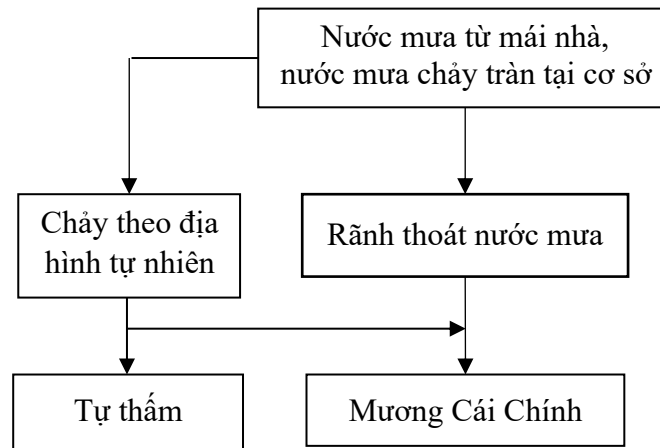 Nước mưa từ mái nhà,
nước mưa chảy tràn tại cơ sở
Chảy theo địa
hình tự nhiên
Rãnh thoát nước mưa
Tự thấm
Mương Cái Chính